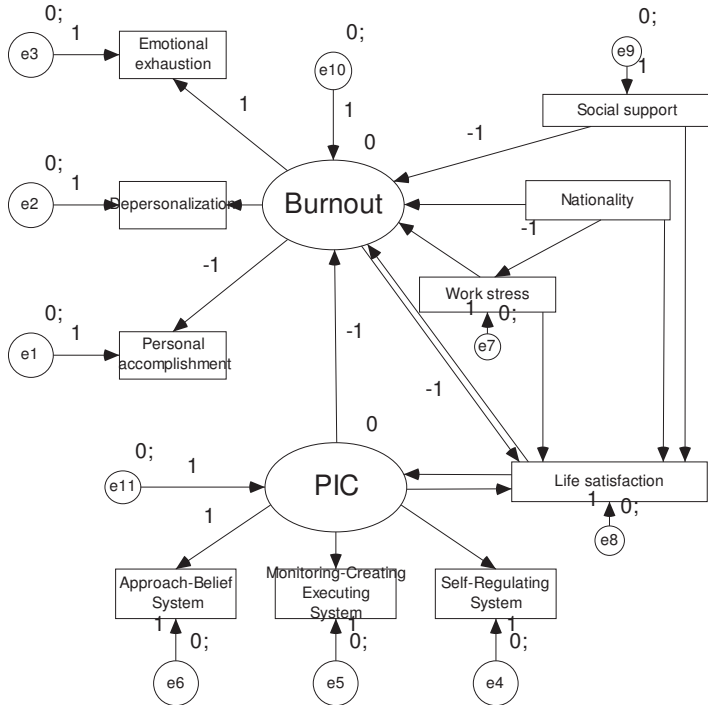 0;
e3
1
Emotional
exhaustion
0;
e10
1
0
0;
e9
1
Social support
1
-1
0;
e2
1
Depersonalization
Burnout
Nationality
-1
Work stress
1
0;
e7
-1
0;
e1
1
Personal
accomplishment
-1
-1
0
0;
e11
1
PIC
Life satisfaction
1
0;
e8
1
Approach-Belief
System
1
0;
e6
Monitoring-Creating
Executing
System
1
0;
e5
Self-Regulating
System
1
0;
e4